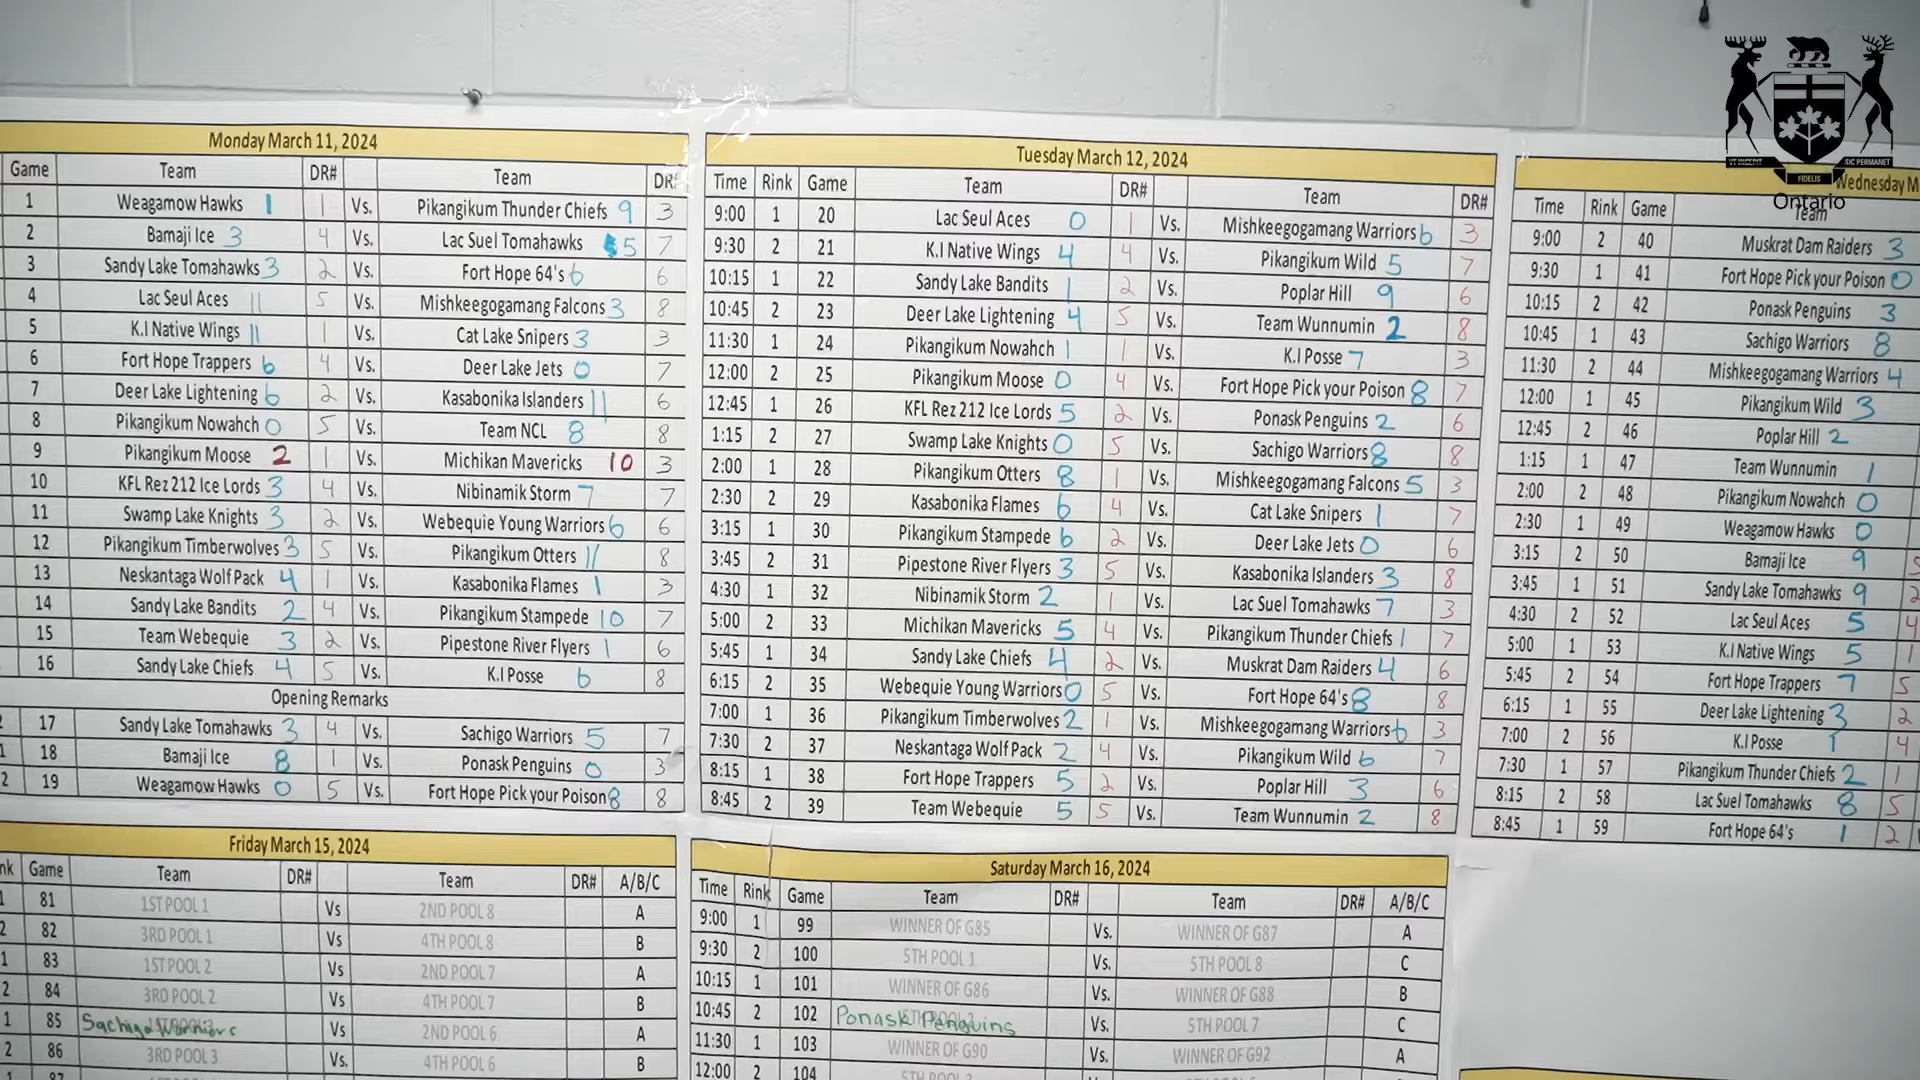 VT INCEPIT SIC PERMANET
FIDELIS
Ontario
Monday March 11, 2024
Game Team DR# Team DR#
1 Weagamow Hawks 1 1 Vs. Pikangikum Thunder Chiefs 9 3
2 Bamaji Ice 3 4 Vs. Lac Suel Tomahawks 5 7
3 Sandy Lake Tomahawks 3 2 Vs. Fort Hope 64's 6 6
4 Lac Seul Aces 11 5 Vs. Mishkeegogamang Falcons 3 8
5 K.I Native Wings 11 1 Vs. Cat Lake Snipers 3 3
6 Fort Hope Trappers 6 4 Vs. Deer Lake Jets 0 7
7 Deer Lake Lightening 6 2 Vs. Kasabonika Islanders 11 6
8 Pikangikum Nowahch 0 5 Vs. Team NCL 8 8
9 Pikangikum Moose 2 1 Vs. Michikan Mavericks 10 3
10 KFL Rez 212 Ice Lords 3 4 Vs. Nibinamik Storm 7 7
11 Swamp Lake Knights 3 2 Vs. Webequie Young Warriors 6 6
12 Pikangikum Timberwolves 3 5 Vs. Pikangikum Otters 11 8
13 Neskantaga Wolf Pack 4 1 Vs. Kasabonika Flames 1 3
14 Sandy Lake Bandits 2 4 Vs. Pikangikum Stampede 10 7
15 Team Webequie 3 2 Vs. Pipestone River Flyers 1 6
16 Sandy Lake Chiefs 4 5 Vs. K.I Posse 6 8
Opening Remarks
2 17 Sandy Lake Tomahawks 3 4 Vs. Sachigo Warriors 5 7
1 18 Bamaji Ice 8 1 Vs. Ponask Penguins 0 3
2 19 Weagamow Hawks 0 5 Vs. Fort Hope Pick your Poison 8 8
Tuesday March 12, 2024
Time Rink Game Team DR# Team DR#
9:00 1 20 Lac Seul Aces 0 1 Vs. Mishkeegogamang Warriors 6 3
9:30 2 21 K.I Native Wings 4 4 Vs. Pikangikum Wild 5 7
10:15 1 22 Sandy Lake Bandits 1 2 Vs. Poplar Hill 9 6
10:45 2 23 Deer Lake Lightening 4 5 Vs. Team Wunnumin 2 8
11:30 1 24 Pikangikum Nowahch 1 1 Vs. K.I Posse 7 3
12:00 2 25 Pikangikum Moose 0 4 Vs. Fort Hope Pick your Poison 8 7
12:45 1 26 KFL Rez 212 Ice Lords 5 2 Vs. Ponask Penguins 2 6
1:15 2 27 Swamp Lake Knights 0 5 Vs. Sachigo Warriors 8 8
2:00 1 28 Pikangikum Otters 8 1 Vs. Mishkeegogamang Falcons 5 3
2:30 2 29 Kasabonika Flames 6 4 Vs. Cat Lake Snipers 1 7
3:15 1 30 Pikangikum Stampede 6 2 Vs. Deer Lake Jets 0 6
3:45 2 31 Pipestone River Flyers 3 5 Vs. Kasabonika Islanders 3 8
4:30 1 32 Nibinamik Storm 2 1 Vs. Lac Suel Tomahawks 7 3
5:00 2 33 Michikan Mavericks 5 4 Vs. Pikangikum Thunder Chiefs 1 7
5:45 1 34 Sandy Lake Chiefs 4 2 Vs. Muskrat Dam Raiders 4 6
6:15 2 35 Webequie Young Warriors 0 5 Vs. Fort Hope 64's 8 8
7:00 1 36 Pikangikum Timberwolves 2 1 Vs. Mishkeegogamang Warriors 6 3
7:30 2 37 Neskantaga Wolf Pack 2 4 Vs. Pikangikum Wild 6 7
8:15 1 38 Fort Hope Trappers 5 2 Vs. Poplar Hill 3 6
8:45 2 39 Team Webequie 5 5 Vs. Team Wunnumin 2 8
Wednesday M
Time Rink Game Team
9:00 2 40 Muskrat Dam Raiders 3
9:30 1 41 Fort Hope Pick your Poison 0
10:15 2 42 Ponask Penguins 3
10:45 1 43 Sachigo Warriors 8
11:30 2 44 Mishkeegogamang Warriors 4
12:00 1 45 Pikangikum Wild 3
12:45 2 46 Poplar Hill 2
1:15 1 47 Team Wunnumin 1
2:00 2 48 Pikangikum Nowahch 0
2:30 1 49 Weagamow Hawks 0
3:15 2 50 Bamaji Ice 9 5
3:45 1 51 Sandy Lake Tomahawks 9 2
4:30 2 52 Lac Seul Aces 5 4
5:00 1 53 K.I Native Wings 5 1
5:45 2 54 Fort Hope Trappers 7 5
6:15 1 55 Deer Lake Lightening 3 2
7:00 2 56 K.I Posse 1 4
7:30 1 57 Pikangikum Thunder Chiefs 2 1
8:15 2 58 Lac Suel Tomahawks 8 5
8:45 1 59 Fort Hope 64's 1 2
Friday March 15, 2024
nk Game Team DR# Team DR# A/B/C
1 81 1ST POOL 1 Vs 2ND POOL 8 A
2 82 3RD POOL 1 Vs 4TH POOL 8 B
1 83 1ST POOL 2 Vs 2ND POOL 7 A
2 84 3RD POOL 2 Vs 4TH POOL 7 B
1 85 Sachigo Warriors Vs 2ND POOL 6 A
2 86 3RD POOL 3 Vs. 4TH POOL 6 B
Saturday March 16, 2024
Time Rink Game Team DR# Team DR# A/B/C
9:00 1 99 WINNER OF G85 Vs. WINNER OF G87 A
9:30 2 100 5TH POOL 1 Vs. 5TH POOL 8 C
10:15 1 101 WINNER OF G86 Vs. WINNER OF G88 B
10:45 2 102 Ponask Penguins Vs. 5TH POOL 7 C
11:30 1 103 WINNER OF G90 Vs. WINNER OF G92 A
12:00 2 104